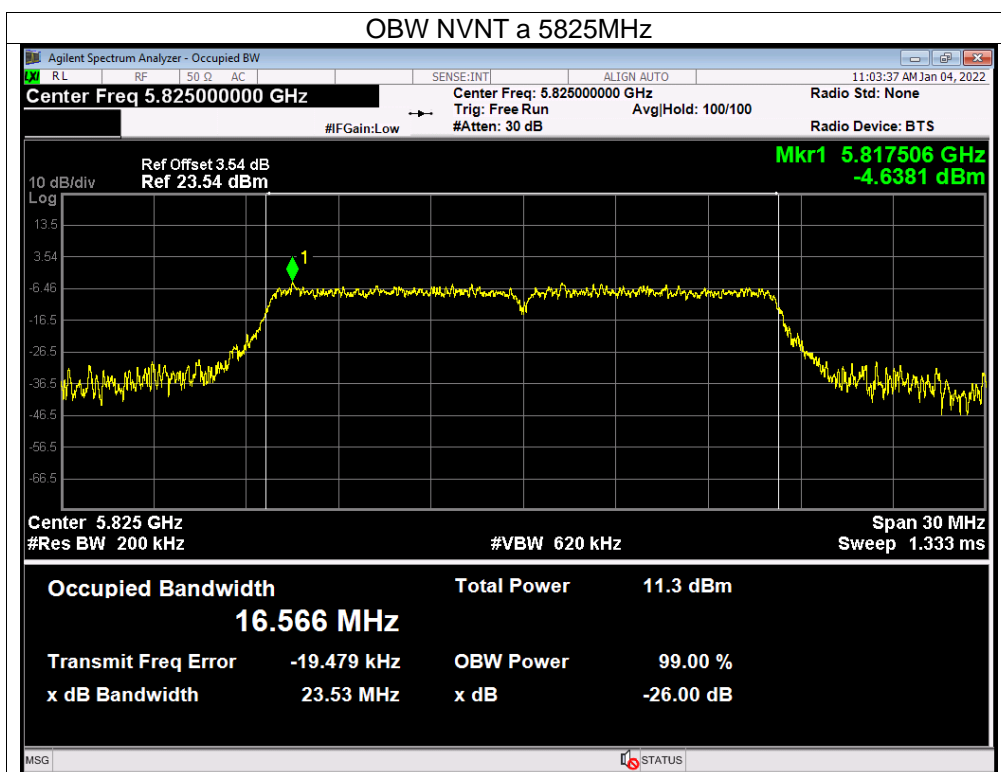 OBW NVNT a 5825MHz
Agilent Spectrum Analyzer - Occupied BW
LXI RL RF 50 Ω AC SENSE:INT ALIGN AUTO 11:03:37 AM Jan 04, 2022
Center Freq 5.825000000 GHz Center Freq: 5.825000000 GHz Radio Std: None
Trig: Free Run Avg|Hold: 100/100
#IFGain:Low #Atten: 30 dB Radio Device: BTS
Mkr1 5.817506 GHz
-4.6381 dBm
Ref Offset 3.54 dB
10 dB/div Ref 23.54 dBm
Log
13.5
3.54
1
-6.46
-16.5
-26.5
-36.5
-46.5
-56.5
-66.5
Center 5.825 GHz Span 30 MHz
#Res BW 200 kHz #VBW 620 kHz Sweep 1.333 ms
Occupied Bandwidth Total Power 11.3 dBm
16.566 MHz
Transmit Freq Error -19.479 kHz OBW Power 99.00 %
x dB Bandwidth 23.53 MHz x dB -26.00 dB
MSG STATUS